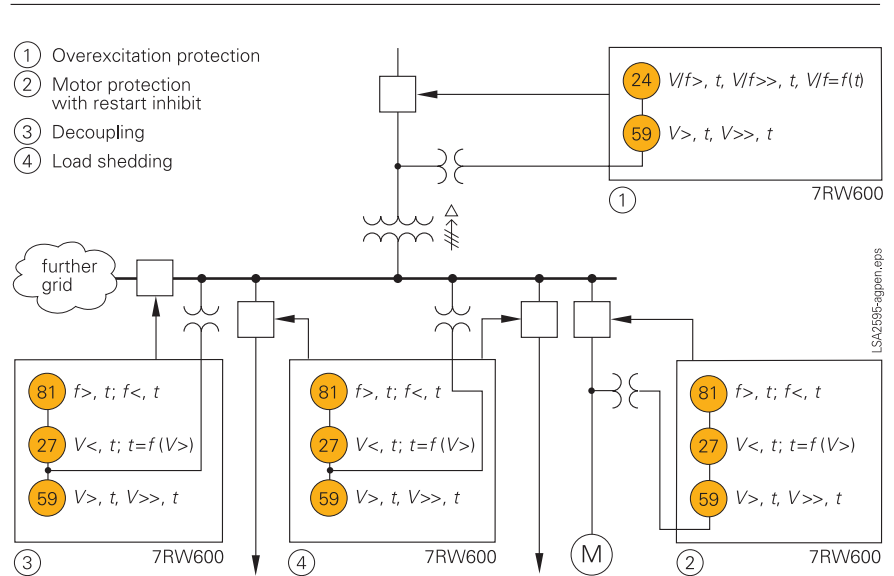 1 Overexcitation protection
2 Motor protection
with restart inhibit
3 Decoupling
4 Load shedding
24 V/f>, t, V/f>>, t, V/f=f(t)
59 V>, t, V>>, t
1 7RW600
further
grid
LSA2595-agpen.eps
81 f>, t; f<, t
27 V<, t; t=f (V>)
59 V>, t, V>>, t
3 7RW600
81 f>, t; f<, t
27 V<, t; t=f (V>)
59 V>, t, V>>, t
4 7RW600
M
81 f>, t; f<, t
27 V<, t; t=f (V>)
59 V>, t, V>>, t
2 7RW600